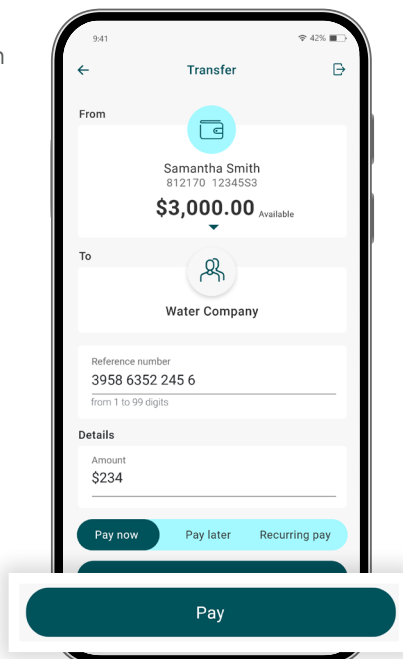 n
9:41 42%
Transfer
From
Samantha Smith
812170 12345S3
$3,000.00 Available
To
Water Company
Reference number
3958 6352 245 6
from 1 to 99 digits
Details
Amount
$234
Pay now Pay later Recurring pay
Pay